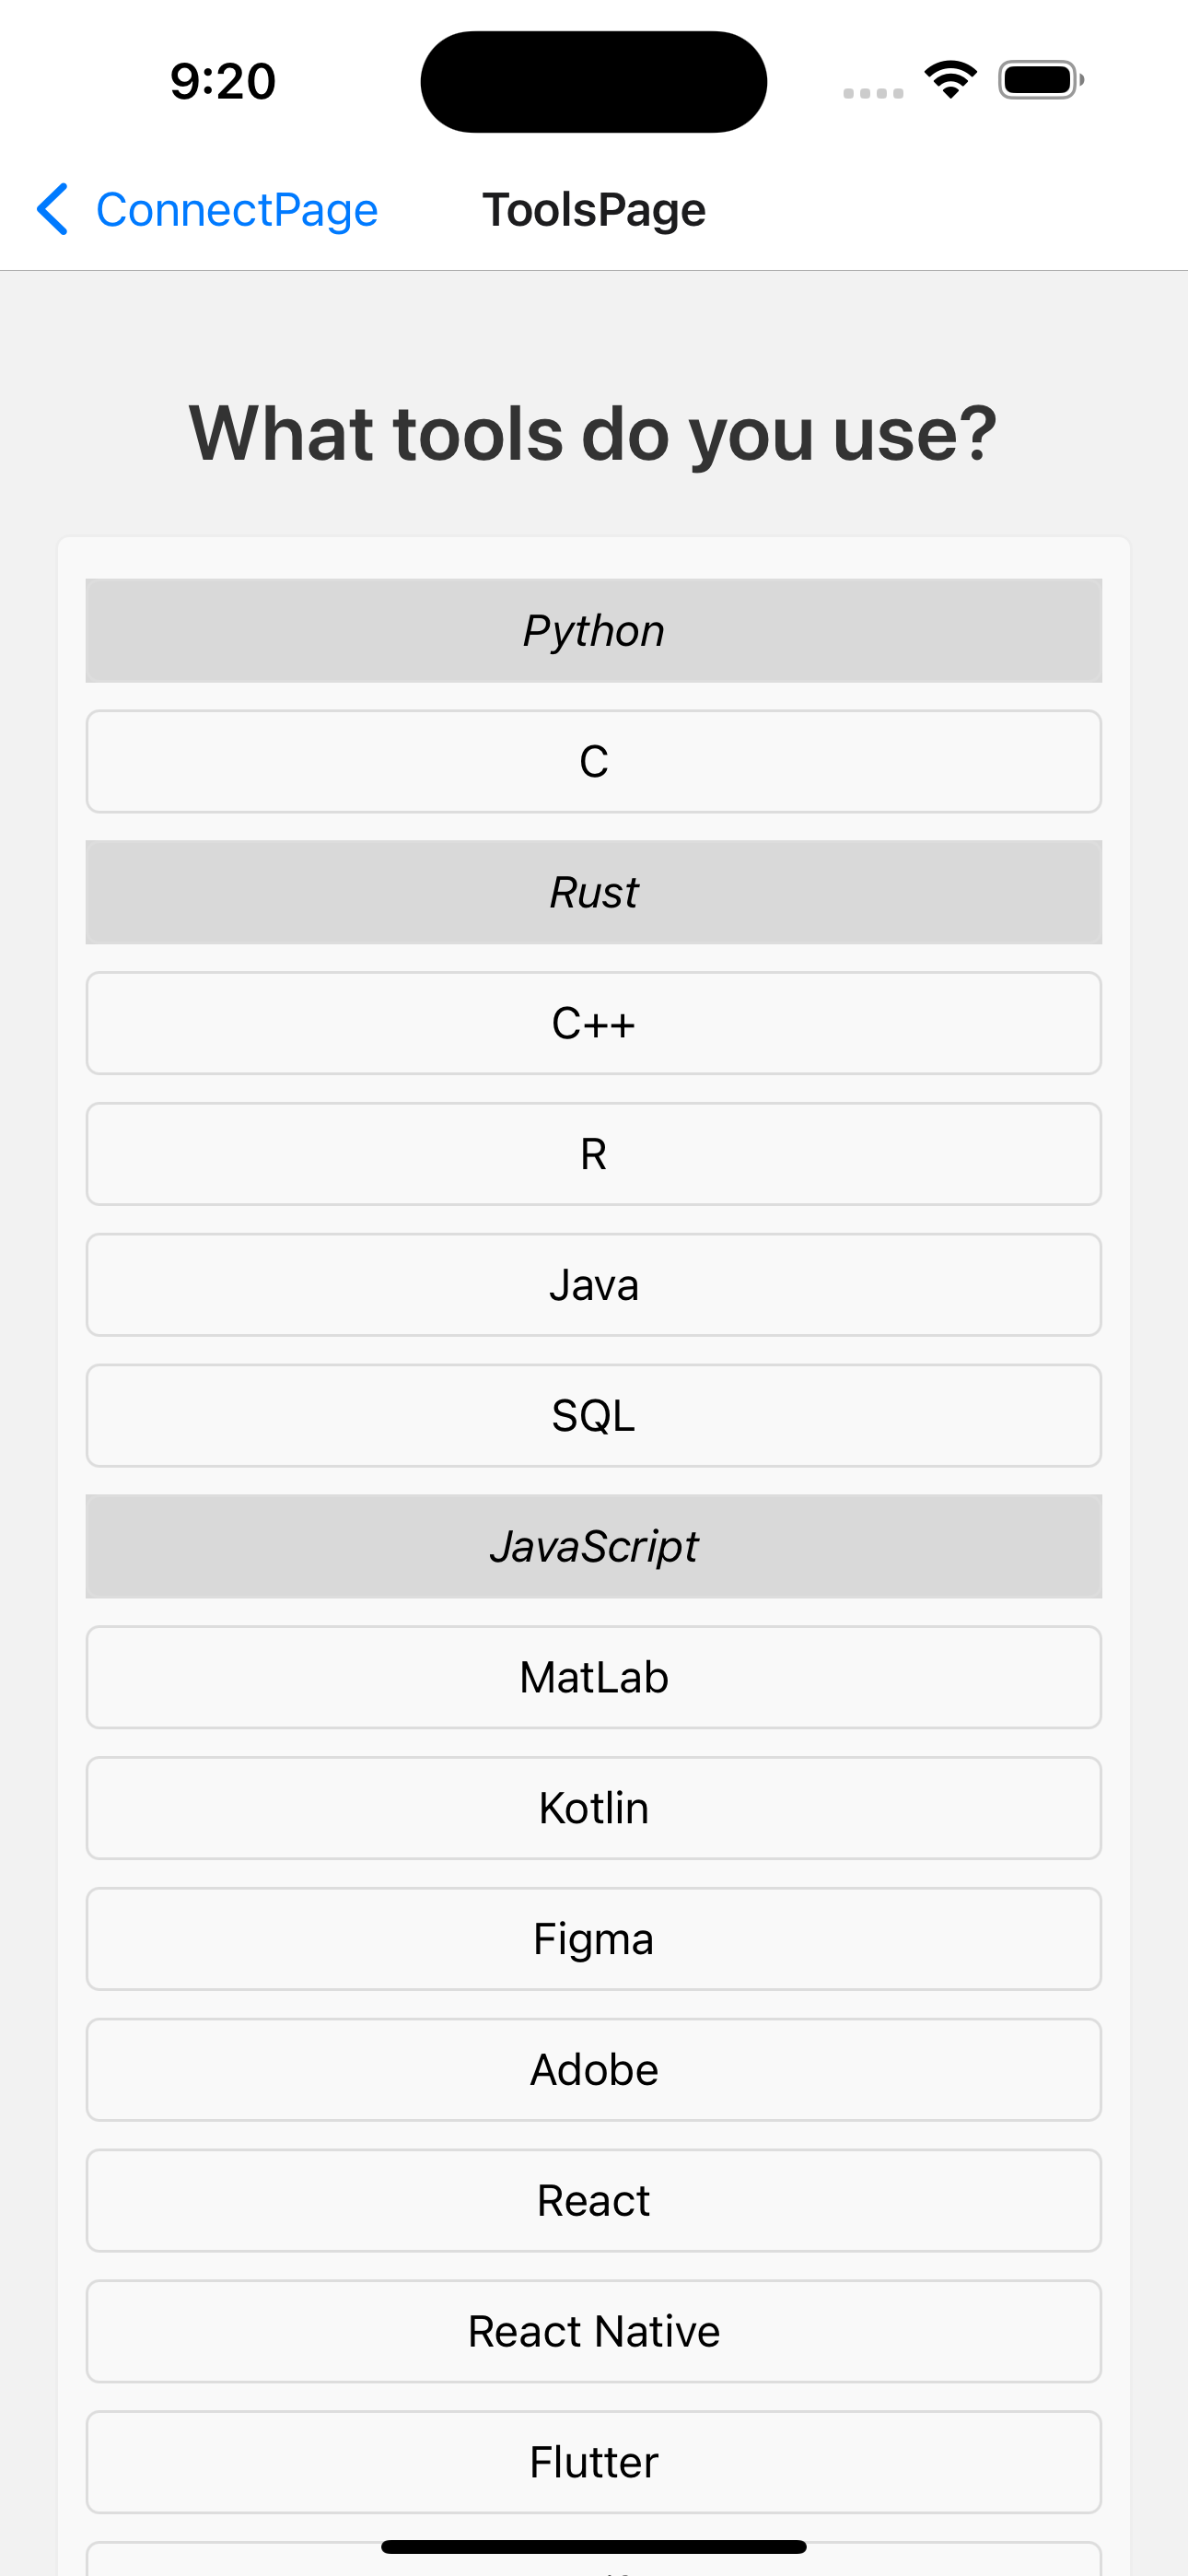 9:20
ConnectPage ToolsPage
What tools do you use?
Python
C
Rust
C++
R
Java
SQL
JavaScript
MatLab
Kotlin
Figma
Adobe
React
React Native
Flutter